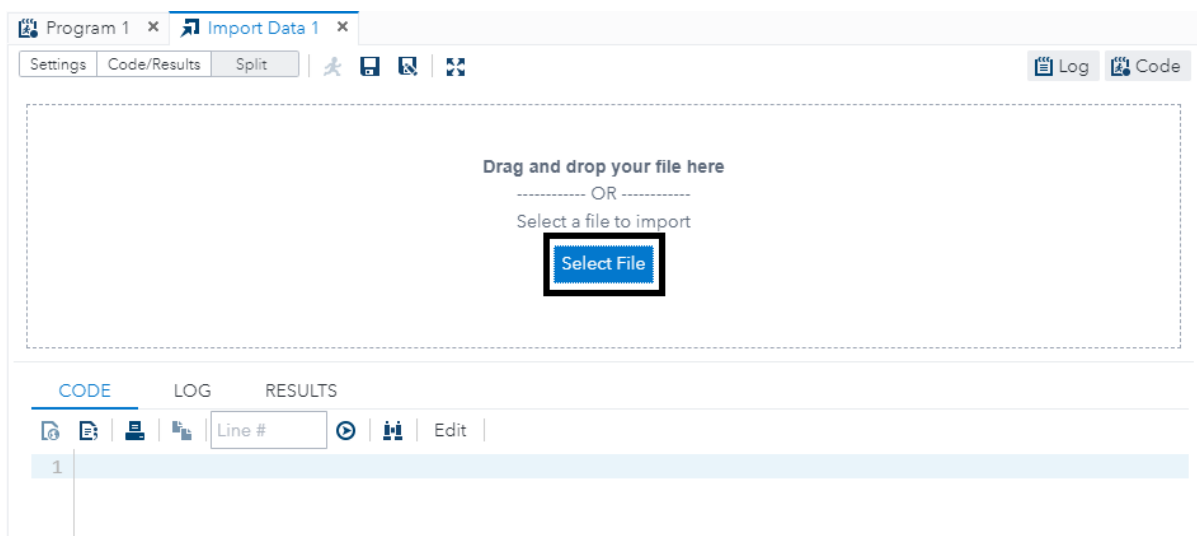 Program 1 × Import Data 1 ×
Settings Code/Results Split Log Code
Drag and drop your file here
------------ OR ------------
Select a file to import
Select File
CODE LOG RESULTS
Line # Edit
1